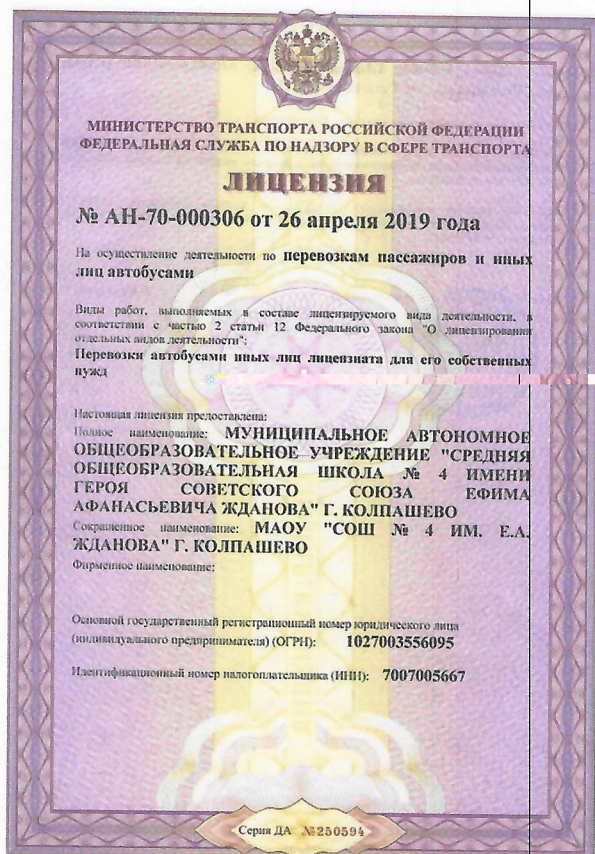 МИНИСТЕРСТВО ТРАНСПОРТА РОССИЙСКОЙ ФЕДЕРАЦИИ
ФЕДЕРАЛЬНАЯ СЛУЖБА ПО НАДЗОРУ В СФЕРЕ ТРАНСПОРТА
ЛИЦЕНЗИЯ
№ АН-70-000306 от 26 апреля 2019 года
На осуществление деятельности по перевозкам пассажиров и иных
лиц автобусами
Виды работ, выполняемых в составе лицензируемого вида деятельности, в
соответствии с частью 2 статьи 12 Федерального закона "О лицензировании
отдельных видов деятельности":
Перевозки автобусами иных лиц лицензиата для его собственных
нужд
Настоящая лицензия предоставлена:
Полное наименование: МУНИЦИПАЛЬНОЕ АВТОНОМНОЕ
ОБЩЕОБРАЗОВАТЕЛЬНОЕ УЧРЕЖДЕНИЕ "СРЕДНЯЯ
ОБЩЕОБРАЗОВАТЕЛЬНАЯ ШКОЛА № 4 ИМЕНИ
ГЕРОЯ СОВЕТСКОГО СОЮЗА ЕФИМА
АФАНАСЬЕВИЧА ЖДАНОВА" Г. КОЛПАШЕВО
Сокращенное наименование: МАОУ "СОШ № 4 ИМ. Е.А.
ЖДАНОВА" Г. КОЛПАШЕВО
Фирменное наименование:
Основной государственный регистрационный номер юридического лица
(индивидуального предпринимателя) (ОГРН): 1027003556095
Идентификационный номер налогоплательщика (ИНН): 7007005667
Серия ДА №250594